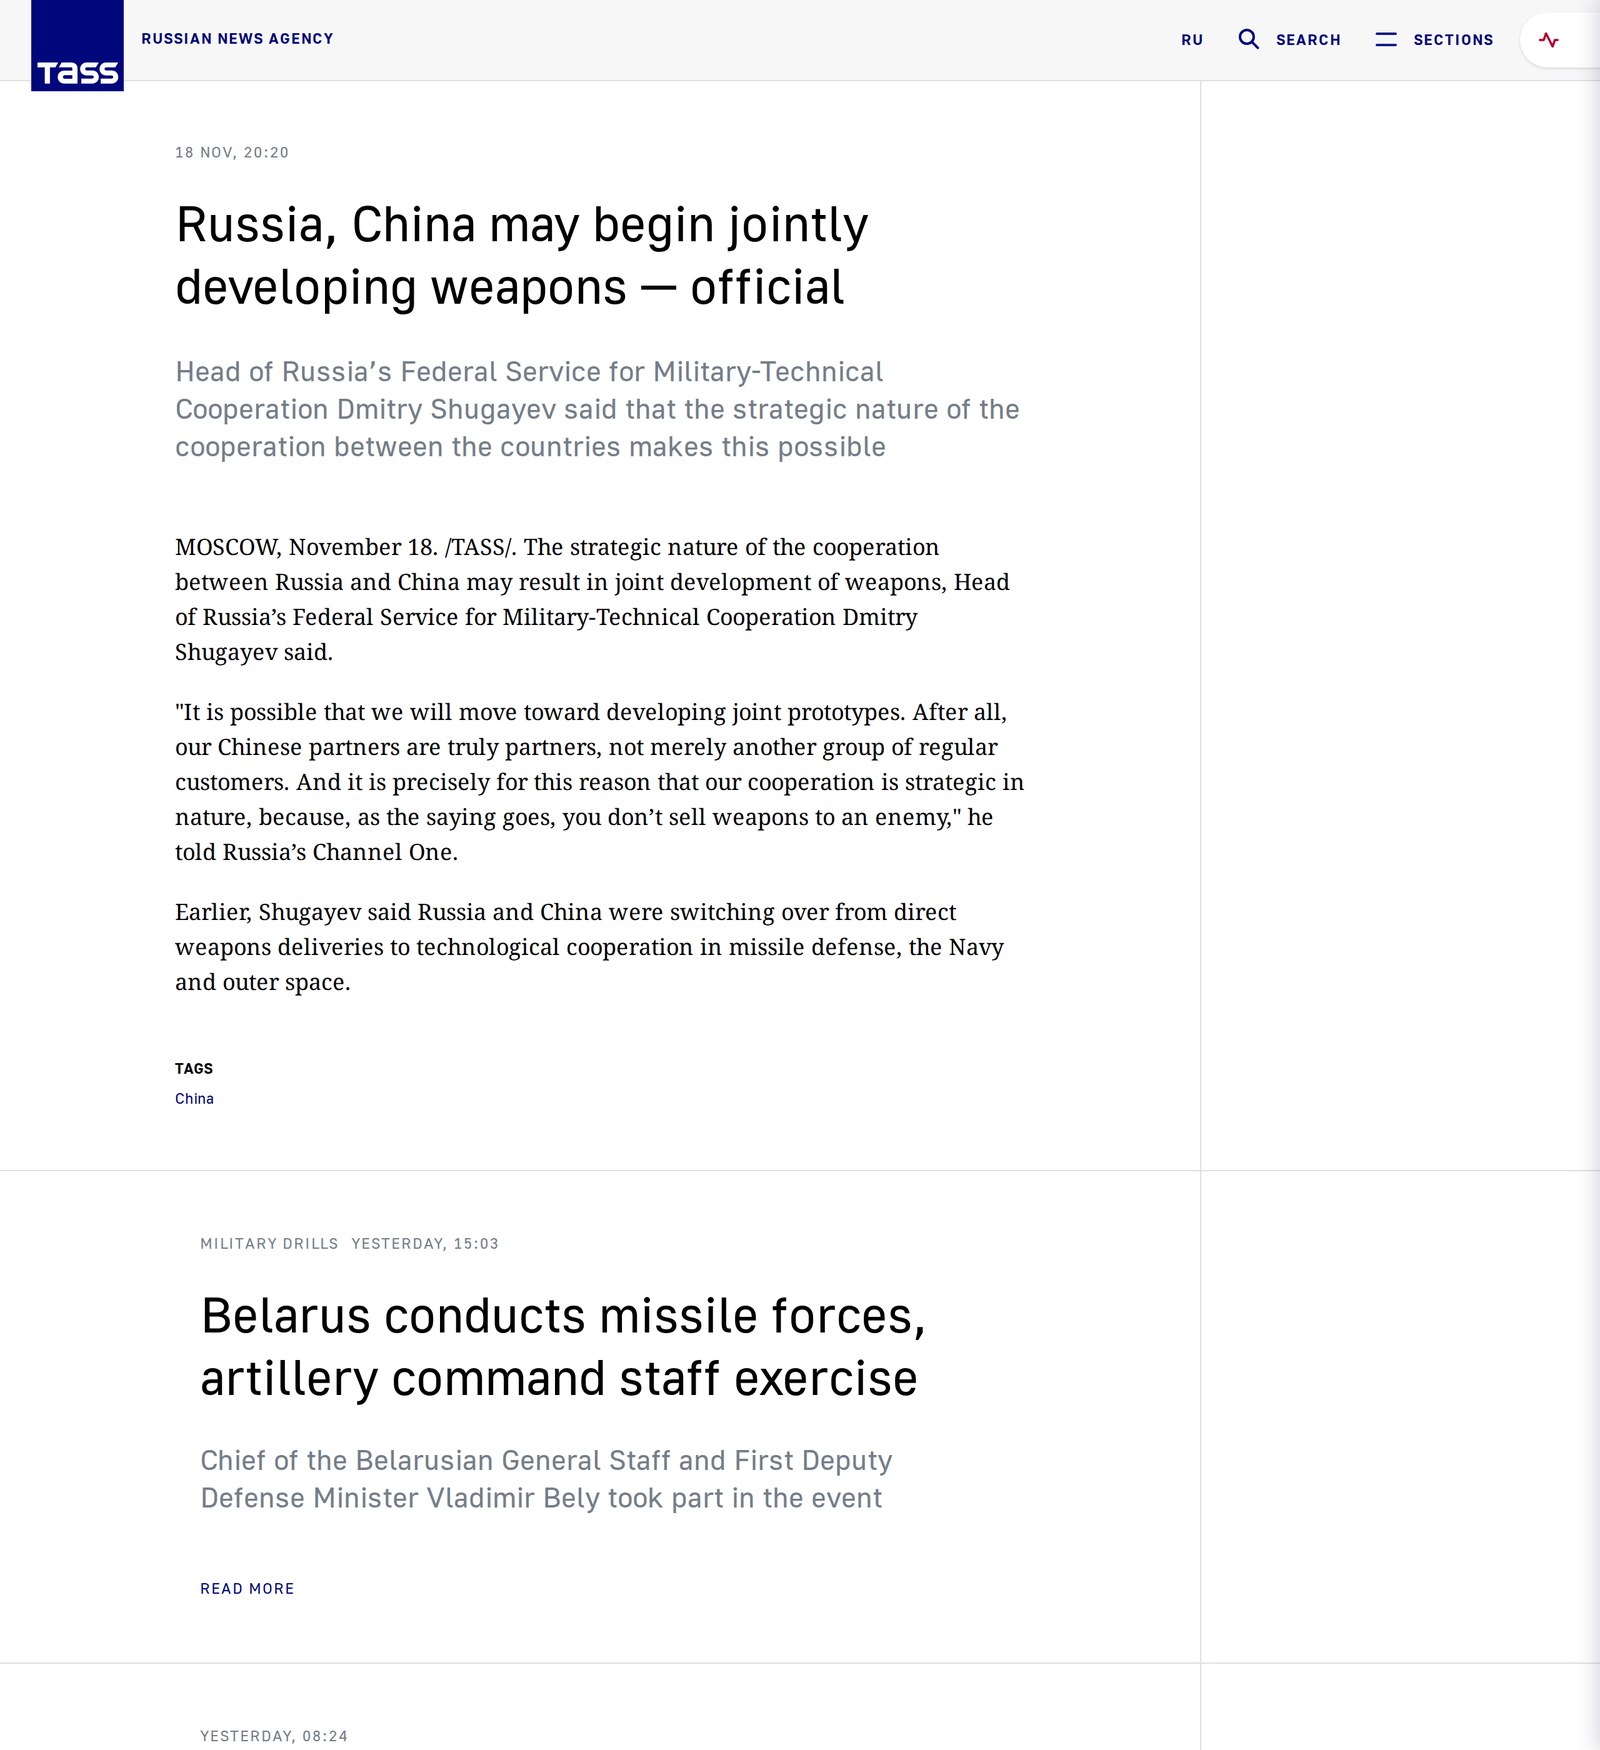 Tass
RUSSIAN NEWS AGENCY
RU
SEARCH
SECTIONS
18 NOV, 20:20
Russia, China may begin jointly
developing weapons — official
Head of Russia’s Federal Service for Military-Technical
Cooperation Dmitry Shugayev said that the strategic nature of the
cooperation between the countries makes this possible
MOSCOW, November 18. /TASS/. The strategic nature of the cooperation
between Russia and China may result in joint development of weapons, Head
of Russia’s Federal Service for Military-Technical Cooperation Dmitry
Shugayev said.
"It is possible that we will move toward developing joint prototypes. After all,
our Chinese partners are truly partners, not merely another group of regular
customers. And it is precisely for this reason that our cooperation is strategic in
nature, because, as the saying goes, you don’t sell weapons to an enemy," he
told Russia’s Channel One.
Earlier, Shugayev said Russia and China were switching over from direct
weapons deliveries to technological cooperation in missile defense, the Navy
and outer space.
TAGS
China
MILITARY DRILLS YESTERDAY, 15:03
Belarus conducts missile forces,
artillery command staff exercise
Chief of the Belarusian General Staff and First Deputy
Defense Minister Vladimir Bely took part in the event
READ MORE
YESTERDAY, 08:24